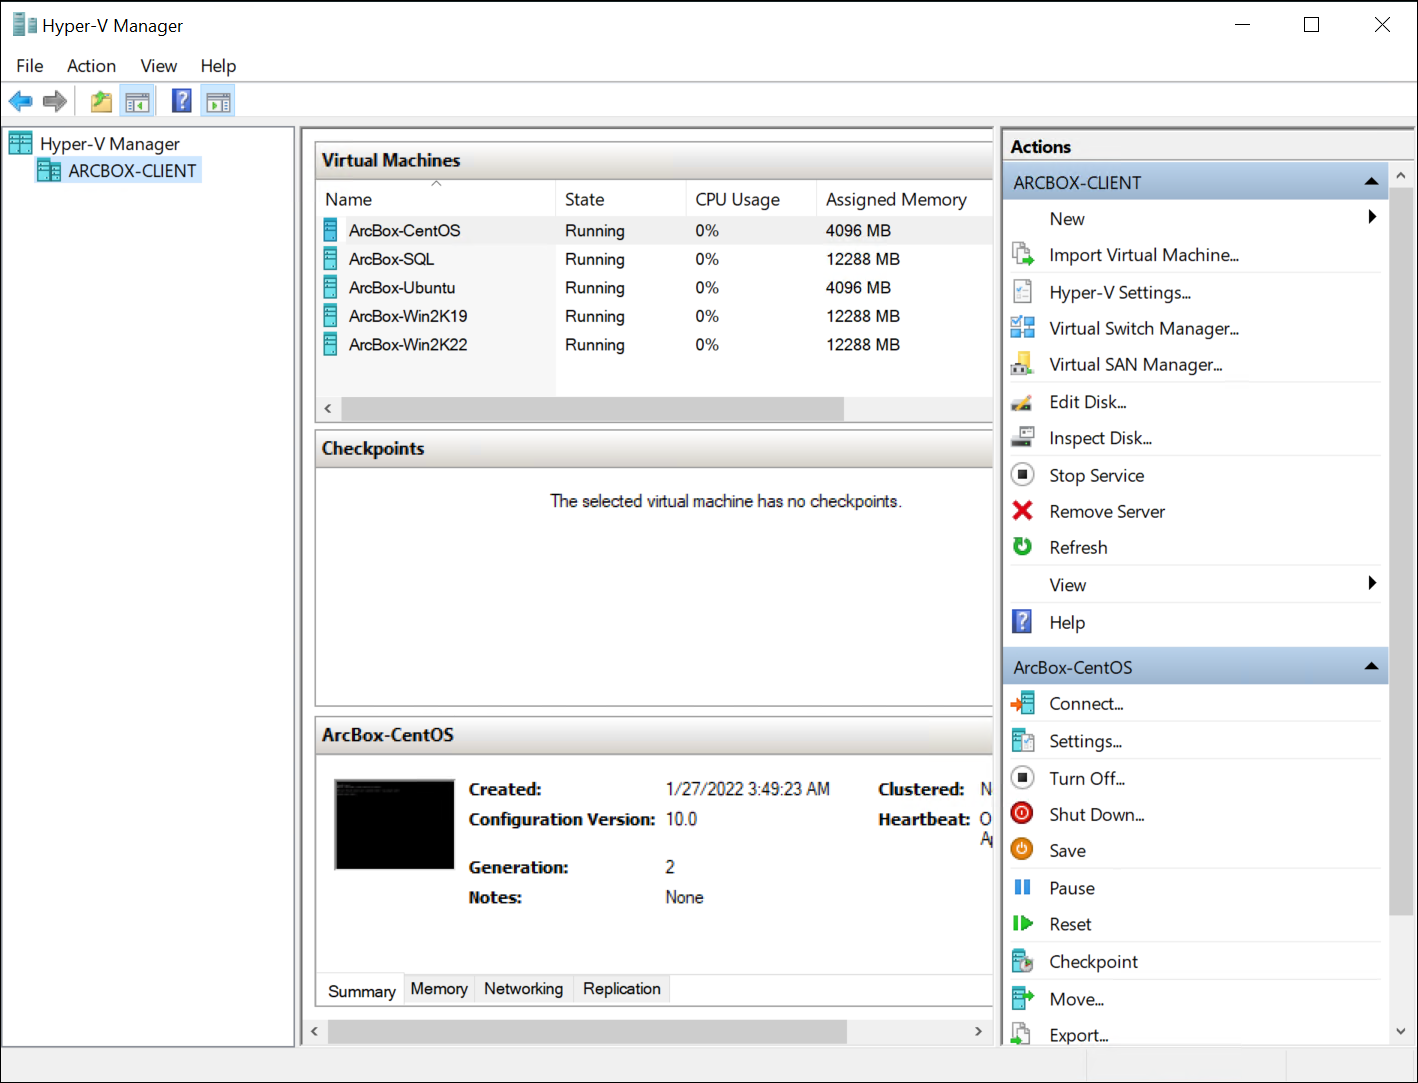 Hyper-V Manager
File Action View Help
Hyper-V Manager
ARCBOX-CLIENT
Virtual Machines
Name State CPU Usage Assigned Memory
ArcBox-CentOS Running 0% 4096 MB
ArcBox-SQL Running 0% 12288 MB
ArcBox-Ubuntu Running 0% 4096 MB
ArcBox-Win2K19 Running 0% 12288 MB
ArcBox-Win2K22 Running 0% 12288 MB
Checkpoints
The selected virtual machine has no checkpoints.
ArcBox-CentOS
Created: 1/27/2022 3:49:23 AM Clustered: N
Configuration Version: 10.0 Heartbeat: O
Generation: 2
Notes: None
Summary Memory Networking Replication
Actions
ARCBOX-CLIENT
New
Import Virtual Machine...
Hyper-V Settings...
Virtual Switch Manager...
Virtual SAN Manager...
Edit Disk...
Inspect Disk...
Stop Service
Remove Server
Refresh
View
Help
ArcBox-CentOS
Connect...
Settings...
Turn Off...
Shut Down...
Save
Pause
Reset
Checkpoint
Move...
Export...